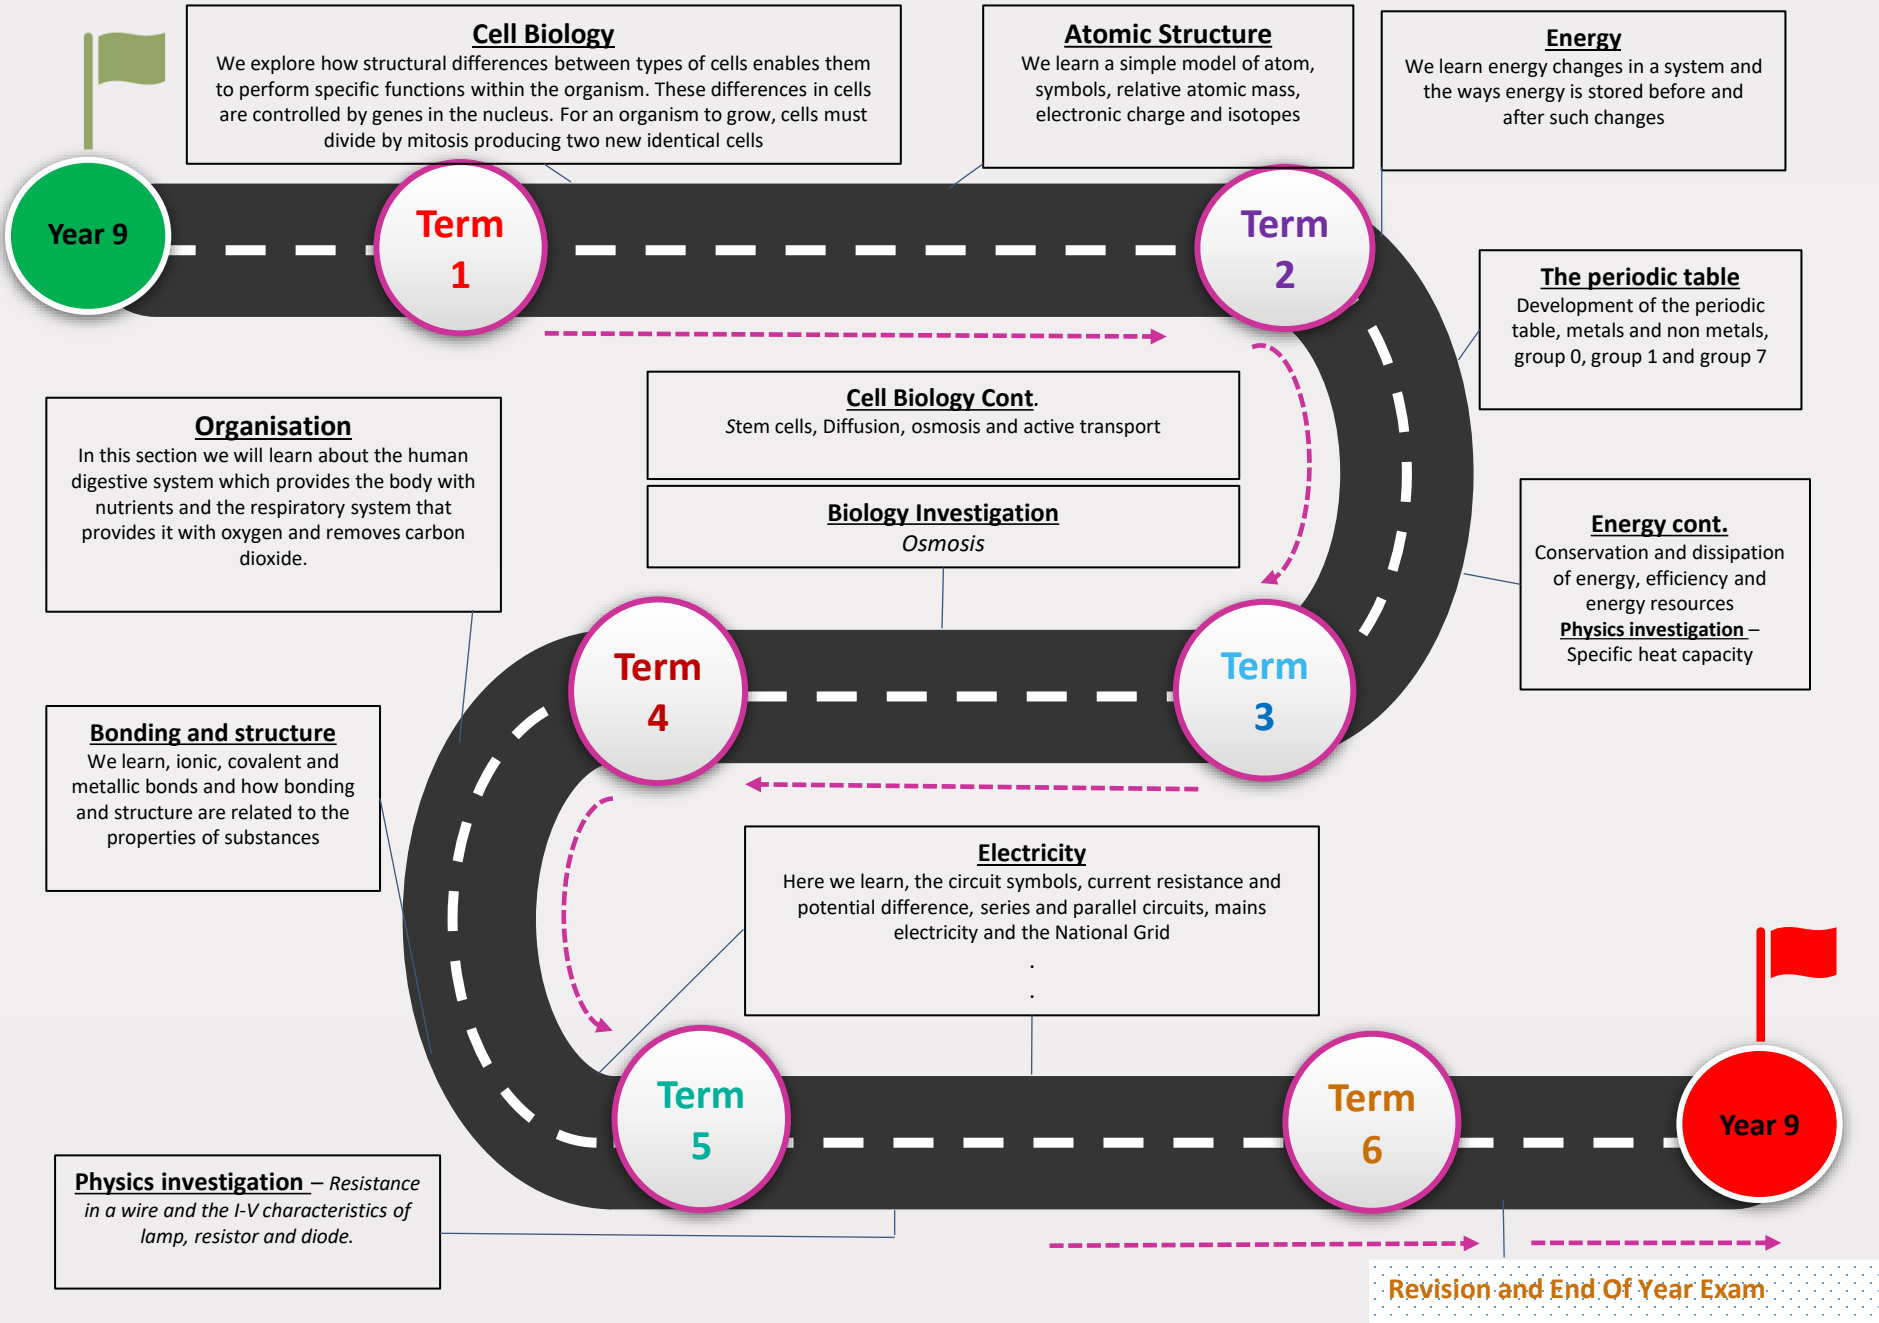 Cell Biology
We explore how structural differences between types of cells enables them
to perform specific functions within the organism. These differences in cells
are controlled by genes in the nucleus. For an organism to grow, cells must
divide by mitosis producing two new identical cells
Atomic Structure
We learn a simple model of atom,
symbols, relative atomic mass,
electronic charge and isotopes
Energy
We learn energy changes in a system and
the ways energy is stored before and
after such changes
Year 9
Term
1
Term
2
The periodic table
Development of the periodic
table, metals and non metals,
group 0, group 1 and group 7
Cell Biology Cont.
Stem cells, Diffusion, osmosis and active transport
Biology Investigation
Osmosis
Organisation
In this section we will learn about the human
digestive system which provides the body with
nutrients and the respiratory system that
provides it with oxygen and removes carbon
dioxide.
Energy cont.
Conservation and dissipation
of energy, efficiency and
energy resources
Physics investigation –
Specific heat capacity
Term
3
Term
4
Bonding and structure
We learn, ionic, covalent and
metallic bonds and how bonding
and structure are related to the
properties of substances
Electricity
Here we learn, the circuit symbols, current resistance and
potential difference, series and parallel circuits, mains
electricity and the National Grid
.
.
Term
5
Term
6
Year 9
Physics investigation – Resistance
in a wire and the I-V characteristics of
lamp, resistor and diode.
Revision and End Of Year Exam